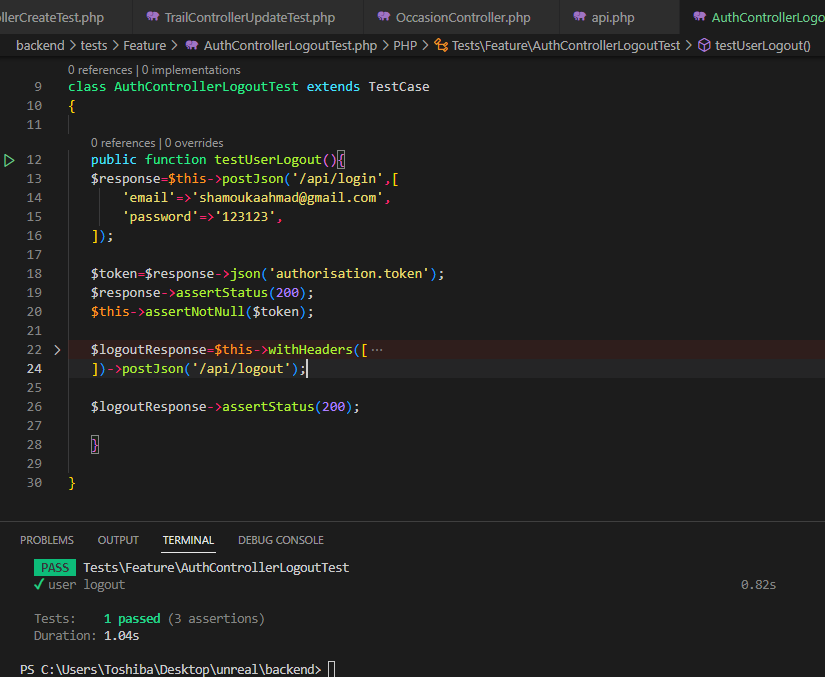 llerCreateTest.php TrailControllerUpdateTest.php OccasionController.php api.php AuthControllerLogo
backend > tests > Feature > AuthControllerLogoutTest.php > PHP > Tests\Feature\AuthControllerLogoutTest > testUserLogout()
0 references | 0 implementations
9 class AuthControllerLogoutTest extends TestCase
10 {
11
0 references | 0 overrides
12 public function testUserLogout(){
13 $response=$this->postJson('/api/login',[
14 'email'=>'shamoukaahmad@gmail.com',
15 'password'=>'123123',
16 ]);
17
18 $token=$response->json('authorisation.token');
19 $response->assertStatus(200);
20 $this->assertNotNull($token);
21
22 > $logoutResponse=$this->withHeaders([ ···
24 ])->postJson('/api/logout');
25
26 $logoutResponse->assertStatus(200);
27
28 }
29
30 }
PROBLEMS OUTPUT TERMINAL DEBUG CONSOLE
PASS Tests\Feature\AuthControllerLogoutTest
✓ user logout 0.82s
Tests: 1 passed (3 assertions)
Duration: 1.04s
PS C:\Users\Toshiba\Desktop\unreal\backend>